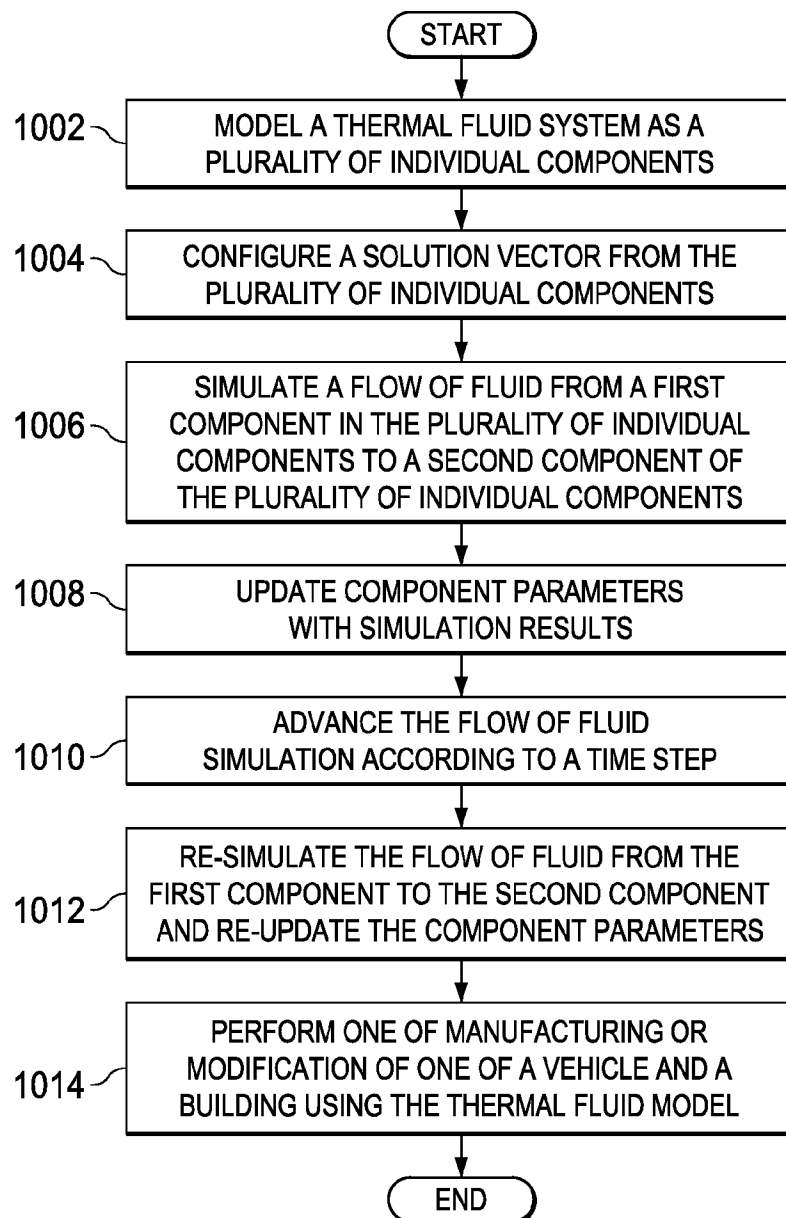 START
1002
MODEL A THERMAL FLUID SYSTEM AS A
PLURALITY OF INDIVIDUAL COMPONENTS
1004
CONFIGURE A SOLUTION VECTOR FROM THE
PLURALITY OF INDIVIDUAL COMPONENTS
1006
SIMULATE A FLOW OF FLUID FROM A FIRST
COMPONENT IN THE PLURALITY OF INDIVIDUAL
COMPONENTS TO A SECOND COMPONENT OF
THE PLURALITY OF INDIVIDUAL COMPONENTS
1008
UPDATE COMPONENT PARAMETERS
WITH SIMULATION RESULTS
1010
ADVANCE THE FLOW OF FLUID
SIMULATION ACCORDING TO A TIME STEP
1012
RE-SIMULATE THE FLOW OF FLUID FROM THE
FIRST COMPONENT TO THE SECOND COMPONENT
AND RE-UPDATE THE COMPONENT PARAMETERS
1014
PERFORM ONE OF MANUFACTURING OR
MODIFICATION OF ONE OF A VEHICLE AND A
BUILDING USING THE THERMAL FLUID MODEL
END